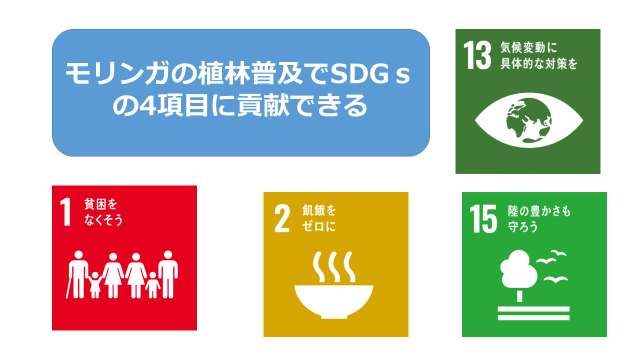 モリンガの植林普及でSDGｓ
の4項目に貢献できる
13 気候変動に
具体的な対策を
1 貧困を
なくそう
2 飢餓を
ゼロに
15 陸の豊かさも
守ろう